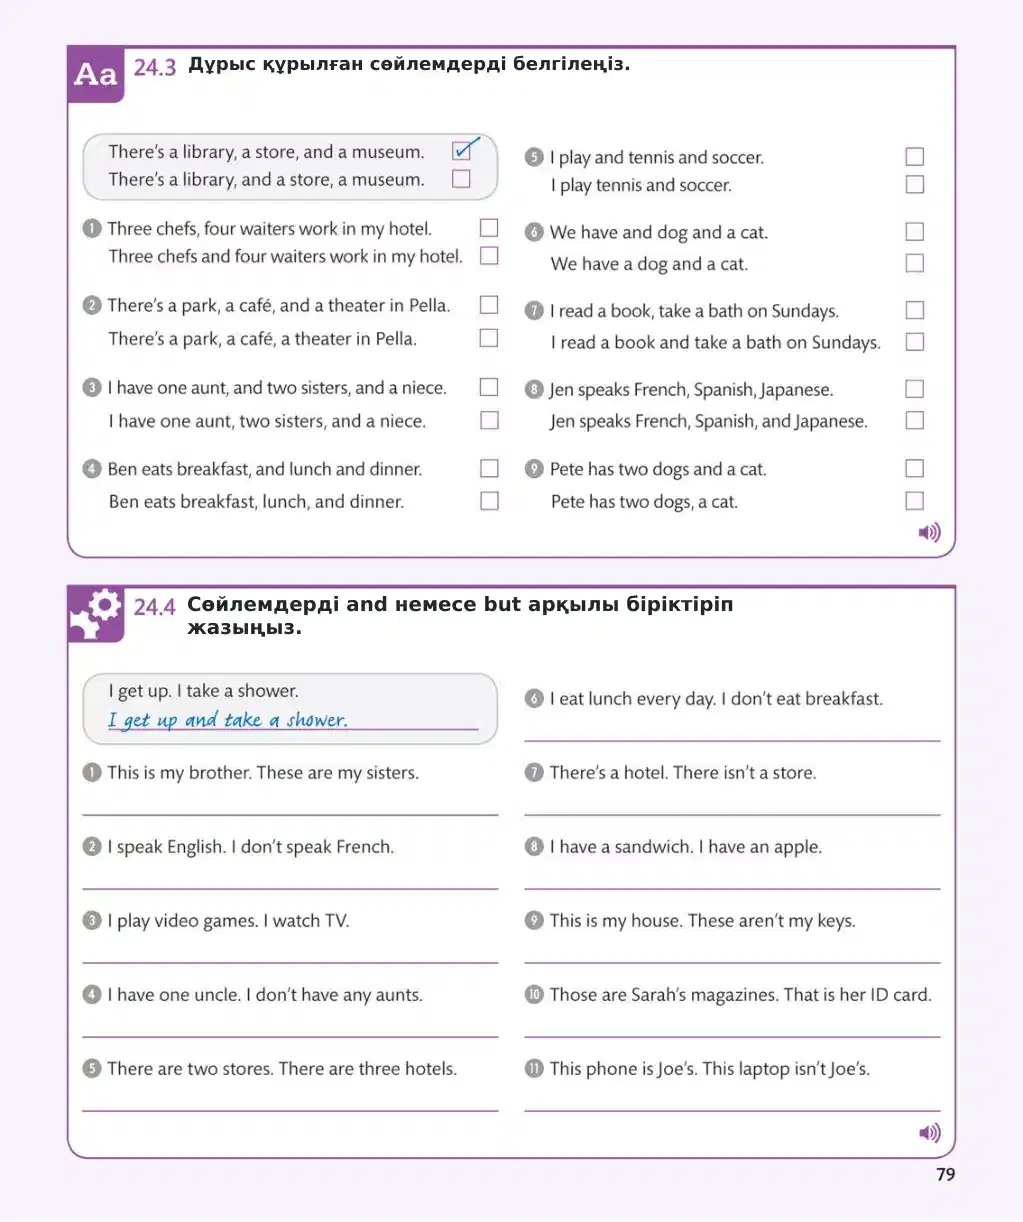 Aa 24.3 Дұрыс құрылған сөйлемдерді белгілеңіз.
There's a library, a store, and a museum.
There's a library, and a store, a museum.
1 Three chefs, four waiters work in my hotel.
Three chefs and four waiters work in my hotel.
2 There's a park, a café, and a theater in Pella.
There's a park, a café, a theater in Pella.
3 I have one aunt, and two sisters, and a niece.
I have one aunt, two sisters, and a niece.
4 Ben eats breakfast, and lunch and dinner.
Ben eats breakfast, lunch, and dinner.
5 I play and tennis and soccer.
I play tennis and soccer.
6 We have and dog and a cat.
We have a dog and a cat.
7 I read a book, take a bath on Sundays.
I read a book and take a bath on Sundays.
8 Jen speaks French, Spanish, Japanese.
Jen speaks French, Spanish, and Japanese.
9 Pete has two dogs and a cat.
Pete has two dogs, a cat.
24.4 Сөйлемдерді and немесе but арқылы біріктіріп
жазыңыз.
I get up. I take a shower.
I get up and take a shower.
1 This is my brother. These are my sisters.
2 I speak English. I don't speak French.
3 I play video games. I watch TV.
4 I have one uncle. I don't have any aunts.
5 There are two stores. There are three hotels.
6 I eat lunch every day. I don't eat breakfast.
7 There's a hotel. There isn't a store.
8 I have a sandwich. I have an apple.
9 This is my house. These aren't my keys.
10 Those are Sarah's magazines. That is her ID card.
11 This phone is Joe's. This laptop isn't Joe's.
79